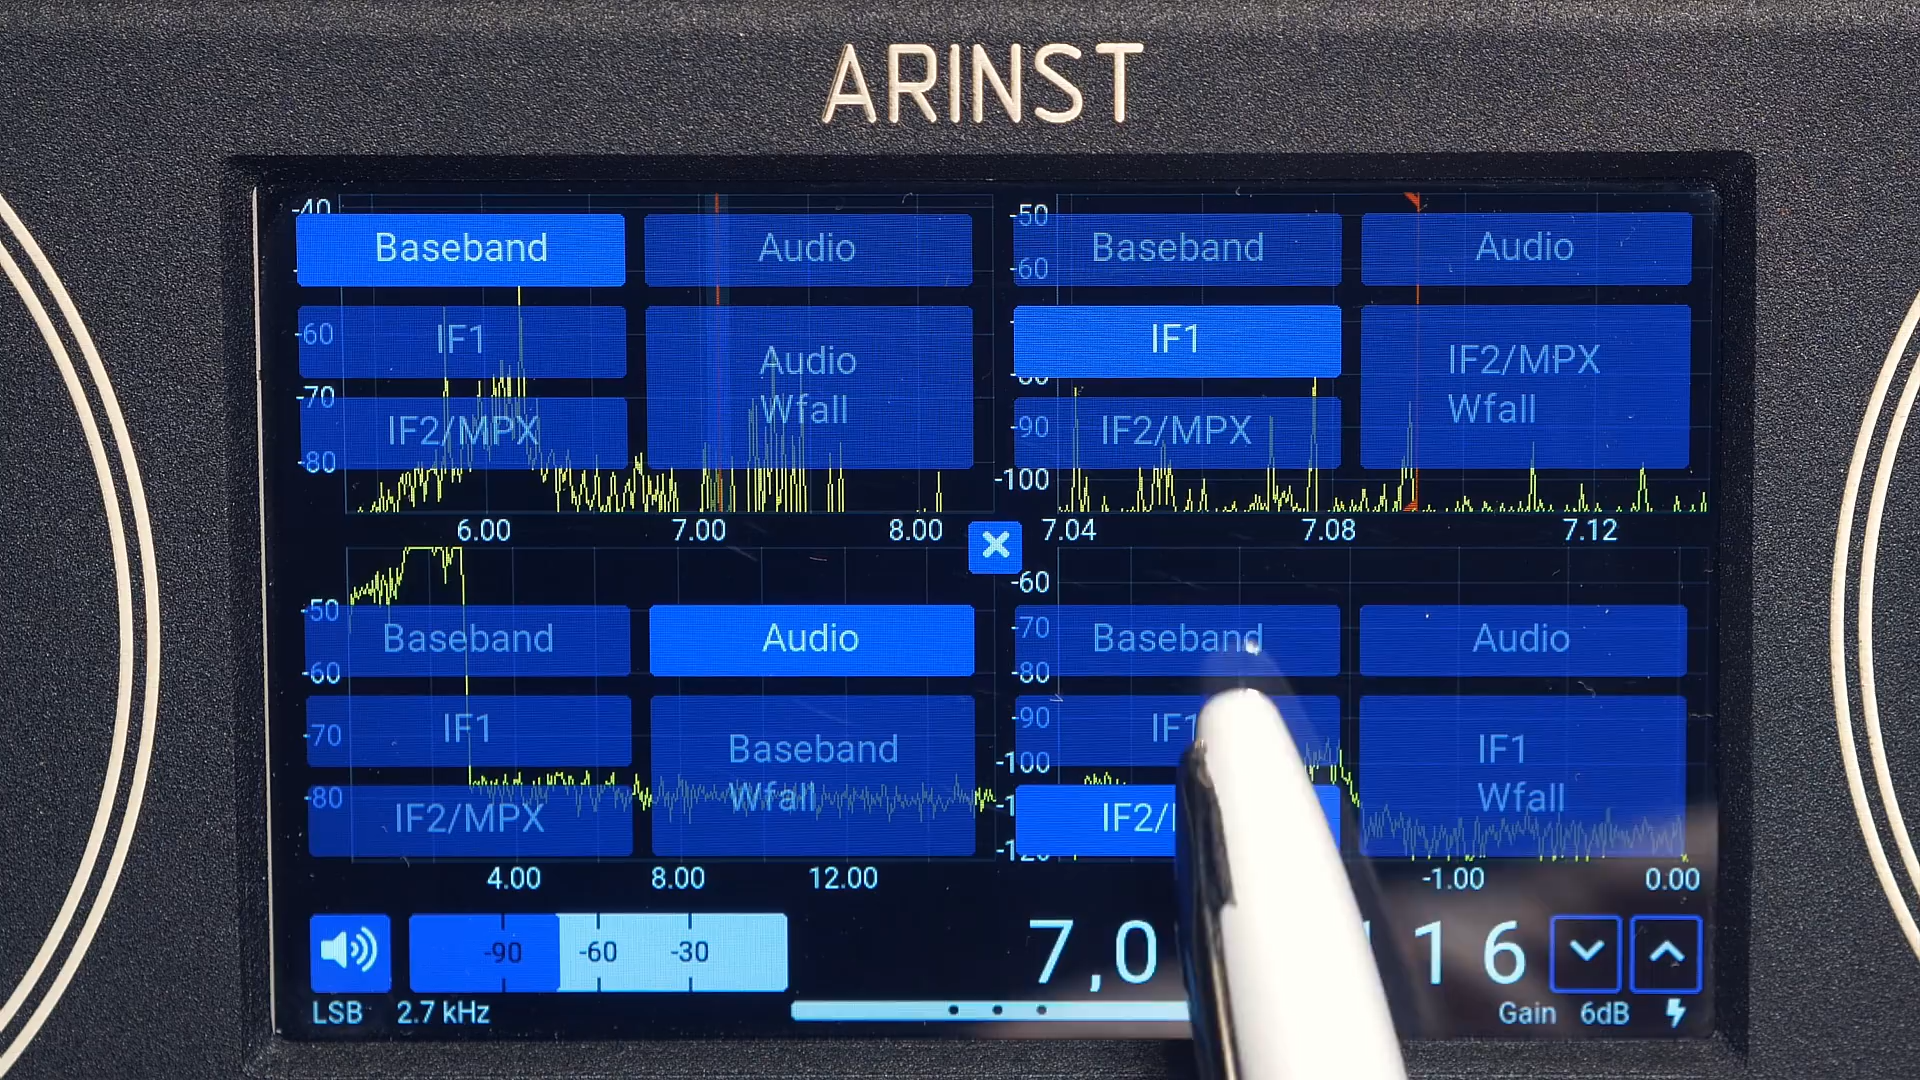 ARINST
-40
Baseband
Audio
-50
Baseband
Audio
-60
-60
IF1
Audio
Wfall
IF1
IF2/MPX
Wfall
-70
IF2/MPX
IF2/MPX
-90
-80
-100
6.00
7.00
8.00
7.04
7.08
7.12
-60
-50
Baseband
Audio
-70
Baseband
Audio
-60
-80
-70
IF1
Baseband
Wfall
-90
IF1
IF1
Wfall
-100
-80
IF2/MPX
IF2/
4.00
8.00
12.00
-1.00
0.00
-90
-60
-30
7,0
16
LSB
2.7 kHz
Gain
6dB